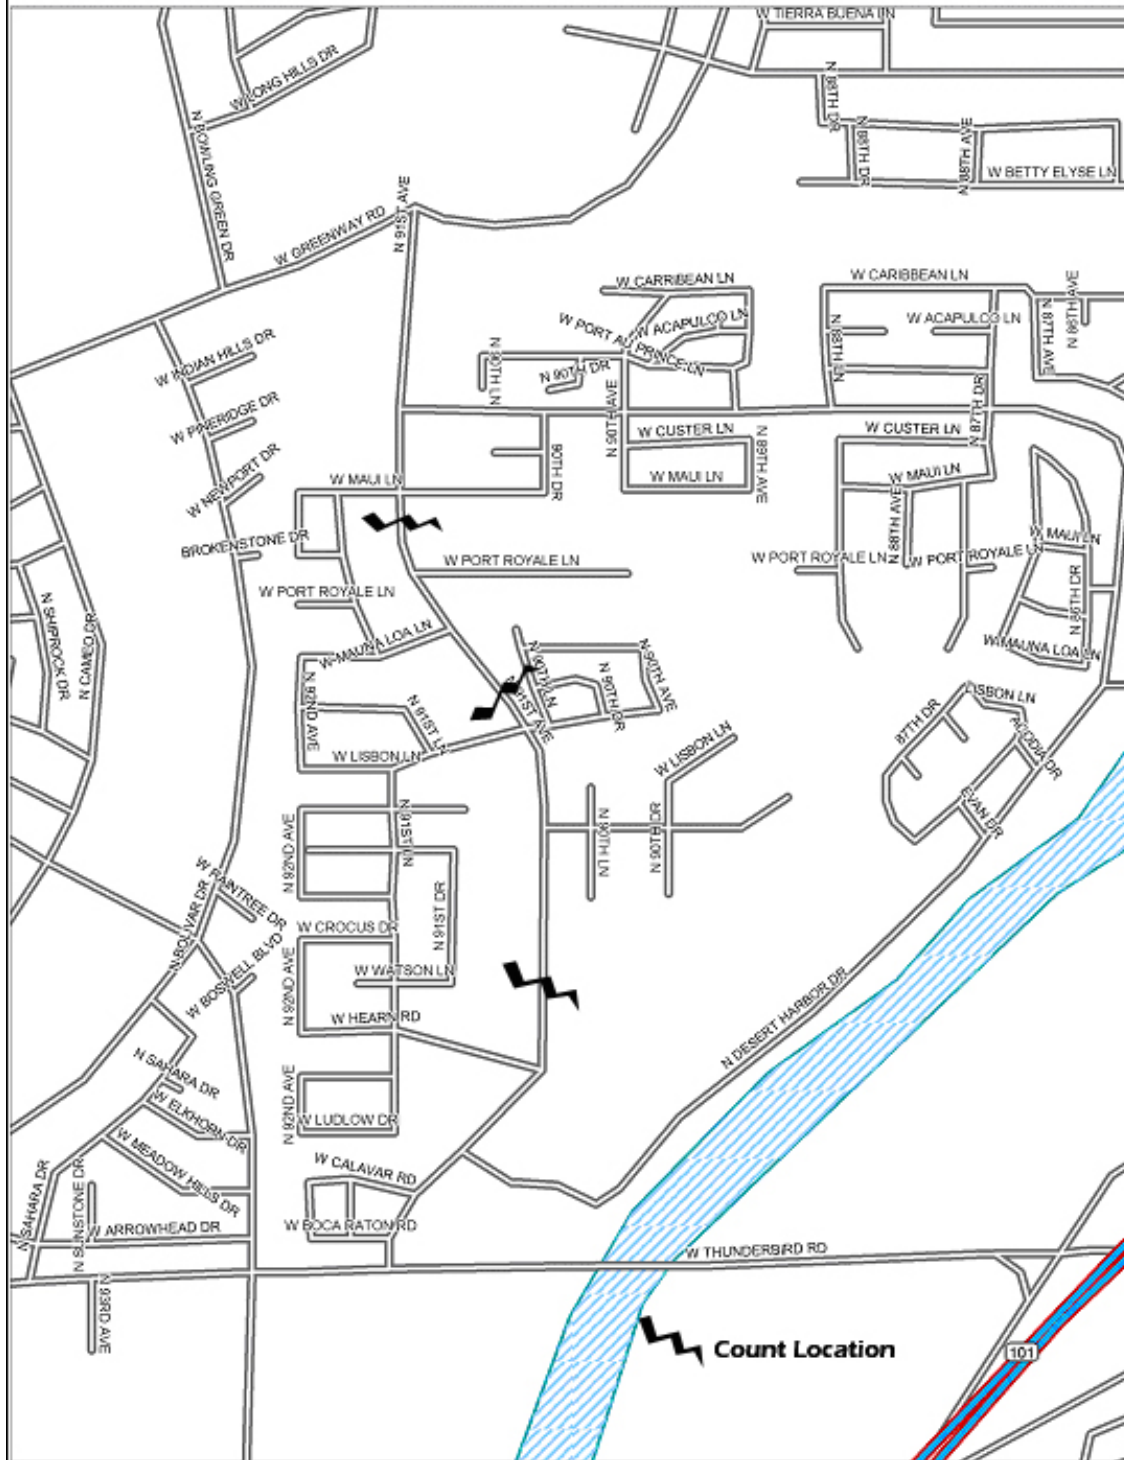 W TIERRA BUENA LN
W LONG HILLS DR
N BOWLING GREEN DR
N 88TH DR
N 88TH DR
N 88TH AVE
W BETTY ELYSE LN
N 91ST AVE
W GREENWAY RD
W CARRIBEAN LN
W CARIBBEAN LN
N 86TH AVE
N 87TH AVE
W ACAPULCO LN
W ACAPULCO LN
W PORT AU PRINCE LN
N 88TH LN
W INDIAN HILLS DR
N 90TH LN
N 90TH DR
N 90TH AVE
N 87TH DR
W PINERIDGE DR
W CUSTER LN
N 89TH AVE
W CUSTER LN
W NEWPORT DR
W MAUI LN
90TH DR
W MAUI LN
W MAUI LN
N 88TH AVE
W MAUI LN
BROKENSTONE DR
W PORT ROYALE LN
W PORT ROYALE LN
W PORT ROYALE LN
N 86TH DR
W PORT ROYALE LN
N SHIPROCK DR
N CAMEO DR
W MAUNA LOA LN
W MAUNA LOA LN
N 92ND AVE
N 90TH LN
N 90TH AVE
N 90TH DR
N 91ST AVE
N 91ST LN
LISBON LN
87TH DR
ACODIA DR
W LISBON LN
W LISBON LN
EVAN DR
N 92ND AVE
N 91ST LN
N 90TH LN
N 90TH DR
W RAINTREE DR
N BOLIVAR DR
N 91ST DR
W CROCUS DR
W BOSWELL BLVD
N 92ND AVE
W WATSON LN
W HEARN RD
N DESERT HARBOR DR
N SAHARA DR
N 92ND AVE
W ELKHORN DR
W LUDLOW DR
W MEADOW HILLS DR
W CALAVAR RD
N SAHARA DR
N SUNSTONE DR
W ARROWHEAD DR
W BOCA RATON RD
W THUNDERBIRD RD
N 93RD AVE
Count Location
101